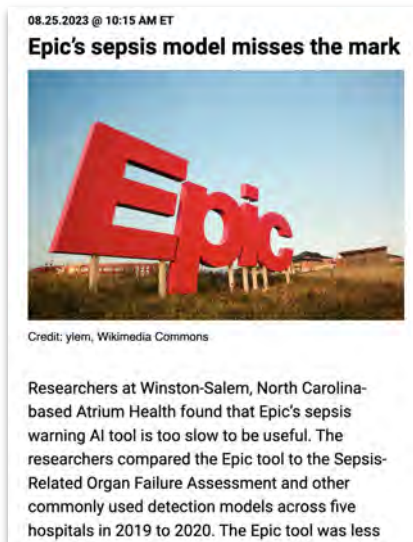 08.25.2023 @ 10:15 AM ET
Epic's sepsis model misses the mark
Epic
Credit: ylem, Wikimedia Commons
Researchers at Winston-Salem, North Carolina-
based Atrium Health found that Epic's sepsis
warning AI tool is too slow to be useful. The
researchers compared the Epic tool to the Sepsis-
Related Organ Failure Assessment and other
commonly used detection models across five
hospitals in 2019 to 2020. The Epic tool was less